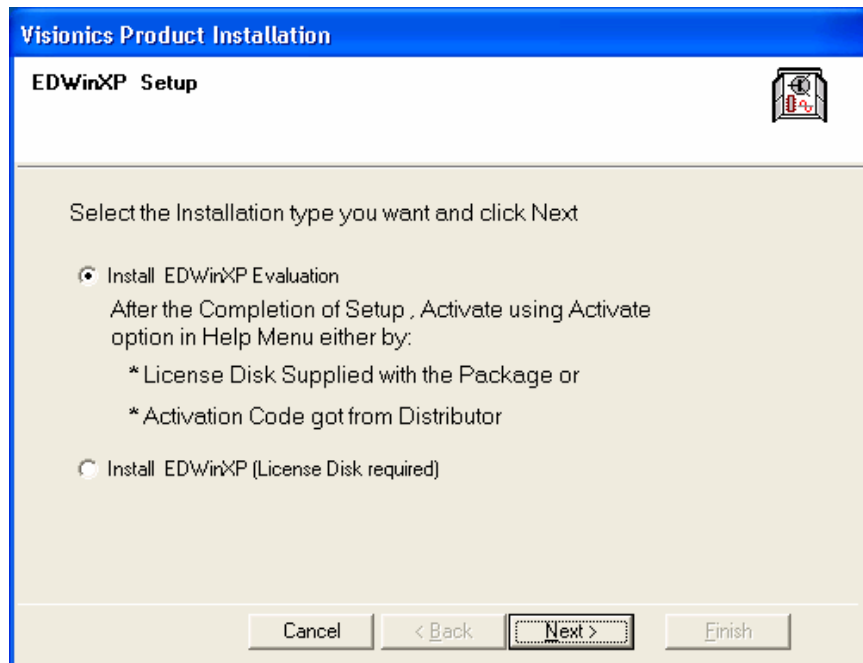 Visionics Product Installation
EDWinXP Setup
Select the Installation type you want and click Next
Install EDWinXP Evaluation
After the Completion of Setup , Activate using Activate
option in Help Menu either by:
* License Disk Supplied with the Package or
* Activation Code got from Distributor
Install EDWinXP (License Disk required)
Cancel < Back Next > Finish